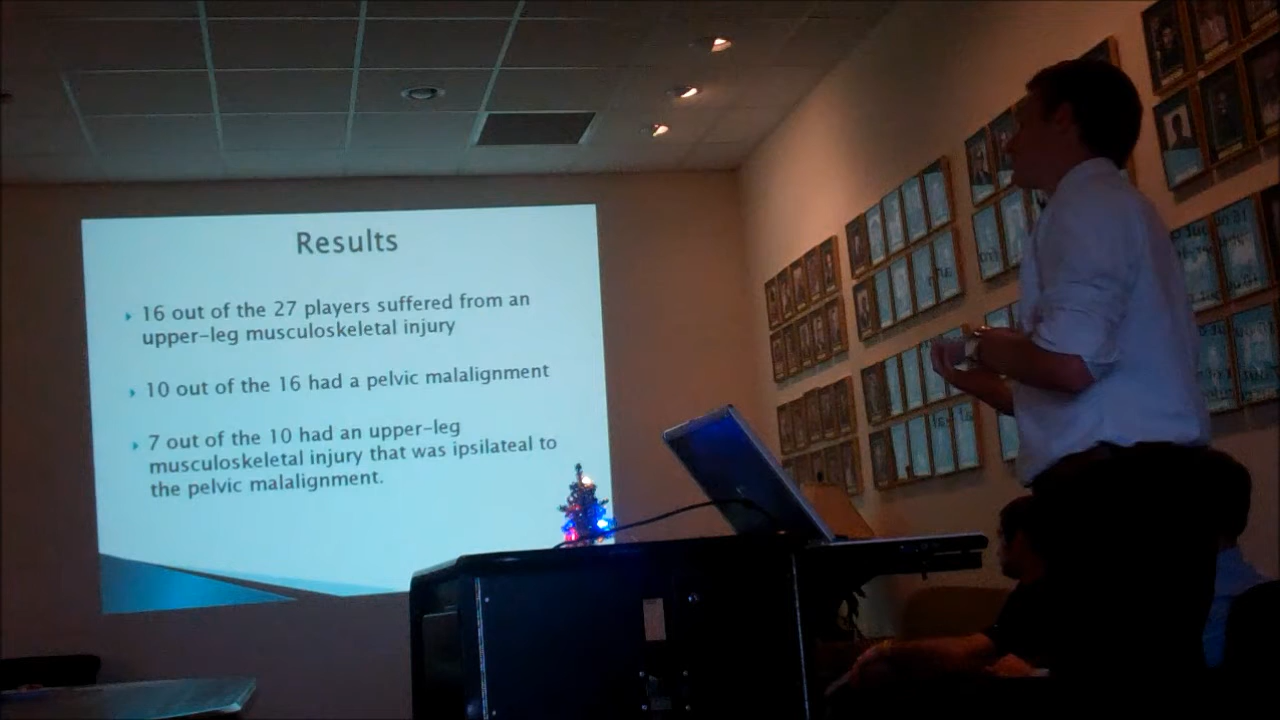 Results
16 out of the 27 players suffered from an
upper-leg musculoskeletal injury
10 out of the 16 had a pelvic malalignment
7 out of the 10 had an upper-leg
musculoskeletal injury that was ipsilateal to
the pelvic malalignment.